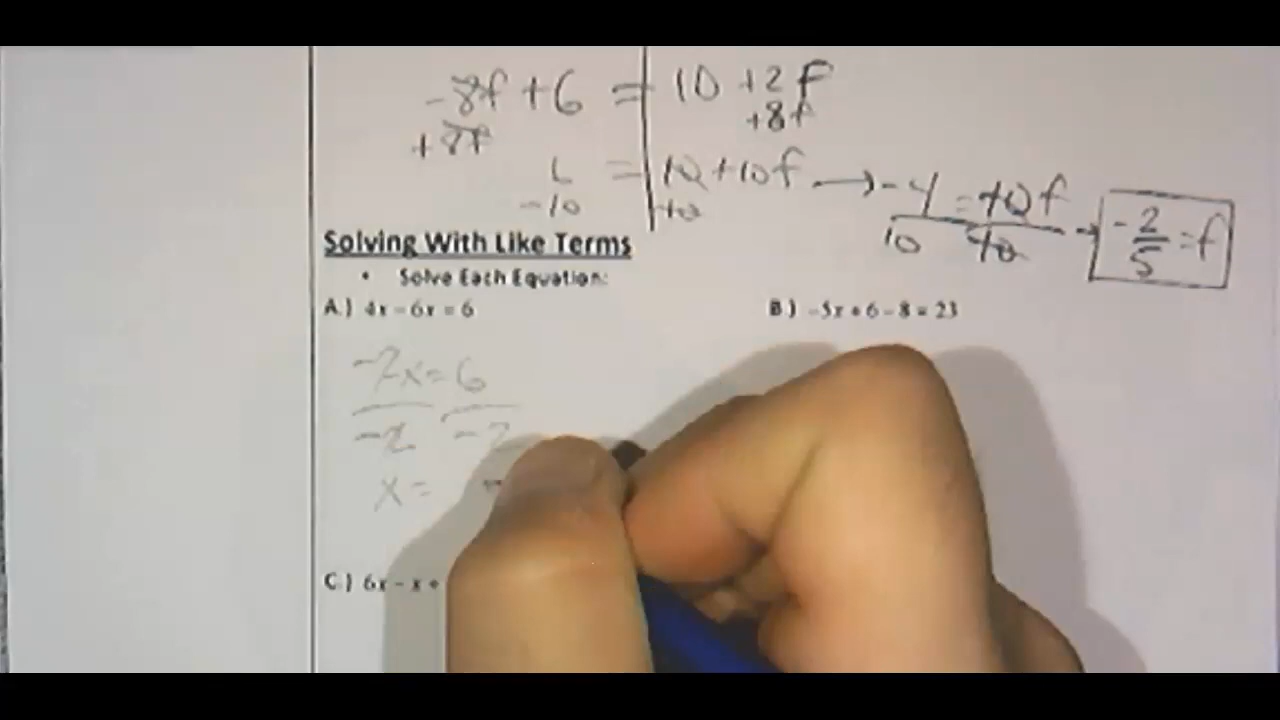 -8f + 6 = 10 + 2f
+8f +8f
6 = 10 + 10f → -4 = 10f → -2/5 = f
-10 -10 10 10
Solving With Like Terms
• Solve Each Equation:
A.) 4x - 6x = 6 B.) -5x + 6 - 8 = 23
-2x = 6
-2 -2
x = -
C.) 6x - x +